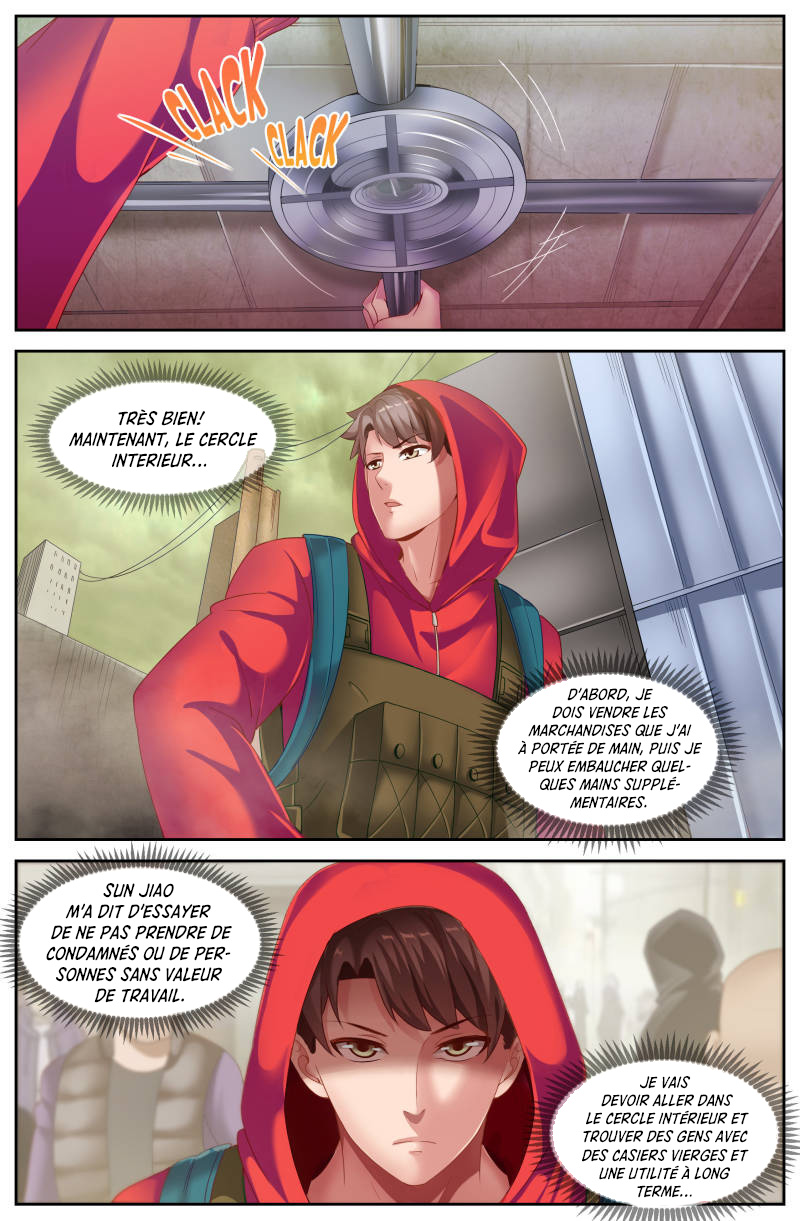 CLACK
CLACK
TRÈS BIEN!
MAINTENANT, LE CERCLE
INTERIEUR...
D'ABORD, JE
DOIS VENDRE LES
MARCHANDISES QUE J'AI
À PORTÉE DE MAIN, PUIS JE
PEUX EMBAUCHER QUEL-
QUES MAINS SUPPLÉ-
MENTAIRES.
SUN JIAO
M'A DIT D'ESSAYER
DE NE PAS PRENDRE DE
CONDAMNÉS OU DE PER-
SONNES SANS VALEUR
DE TRAVAIL.
JE VAIS
DEVOIR ALLER DANS
LE CERCLE INTÉRIEUR ET
TROUVER DES GENS AVEC
DES CASIERS VIERGES ET
UNE UTILITÉ À LONG
TERME...